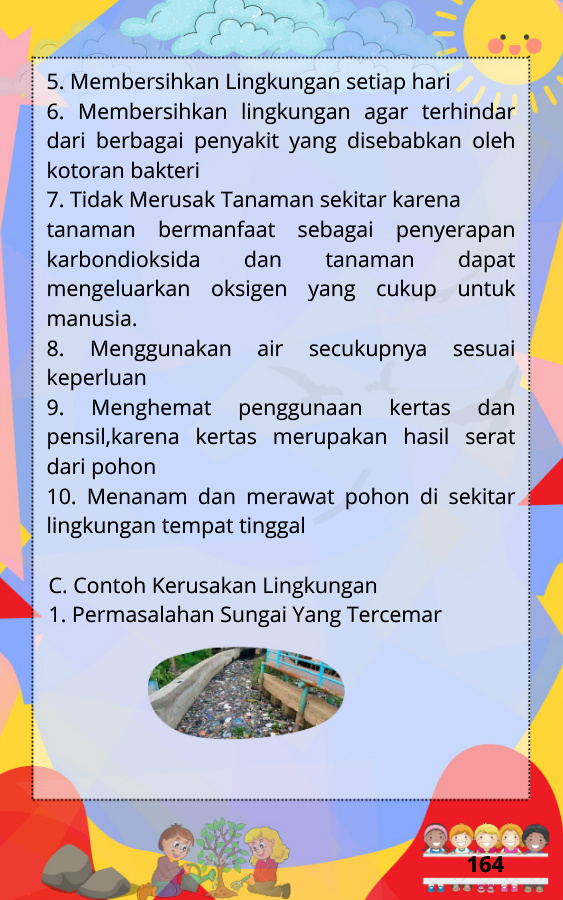 5. Membersihkan Lingkungan setiap hari
6. Membersihkan lingkungan agar terhindar
dari berbagai penyakit yang disebabkan oleh
kotoran bakteri
7. Tidak Merusak Tanaman sekitar karena
tanaman bermanfaat sebagai penyerapan
karbondioksida dan tanaman dapat
mengeluarkan oksigen yang cukup untuk
manusia.
8. Menggunakan air secukupnya sesuai
keperluan
9. Menghemat penggunaan kertas dan
pensil,karena kertas merupakan hasil serat
dari pohon
10. Menanam dan merawat pohon di sekitar
lingkungan tempat tinggal
C. Contoh Kerusakan Lingkungan
1. Permasalahan Sungai Yang Tercemar
164